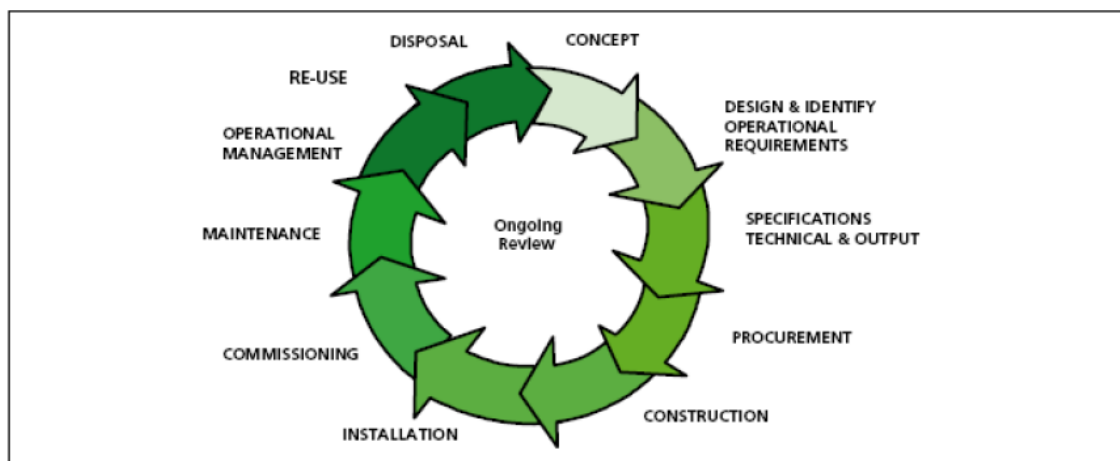 CONCEPT
DESIGN & IDENTIFY
OPERATIONAL
REQUIREMENTS
SPECIFICATIONS
TECHNICAL & OUTPUT
PROCUREMENT
CONSTRUCTION
INSTALLATION
COMMISSIONING
MAINTENANCE
OPERATIONAL
MANAGEMENT
RE-USE
DISPOSAL
Ongoing
Review